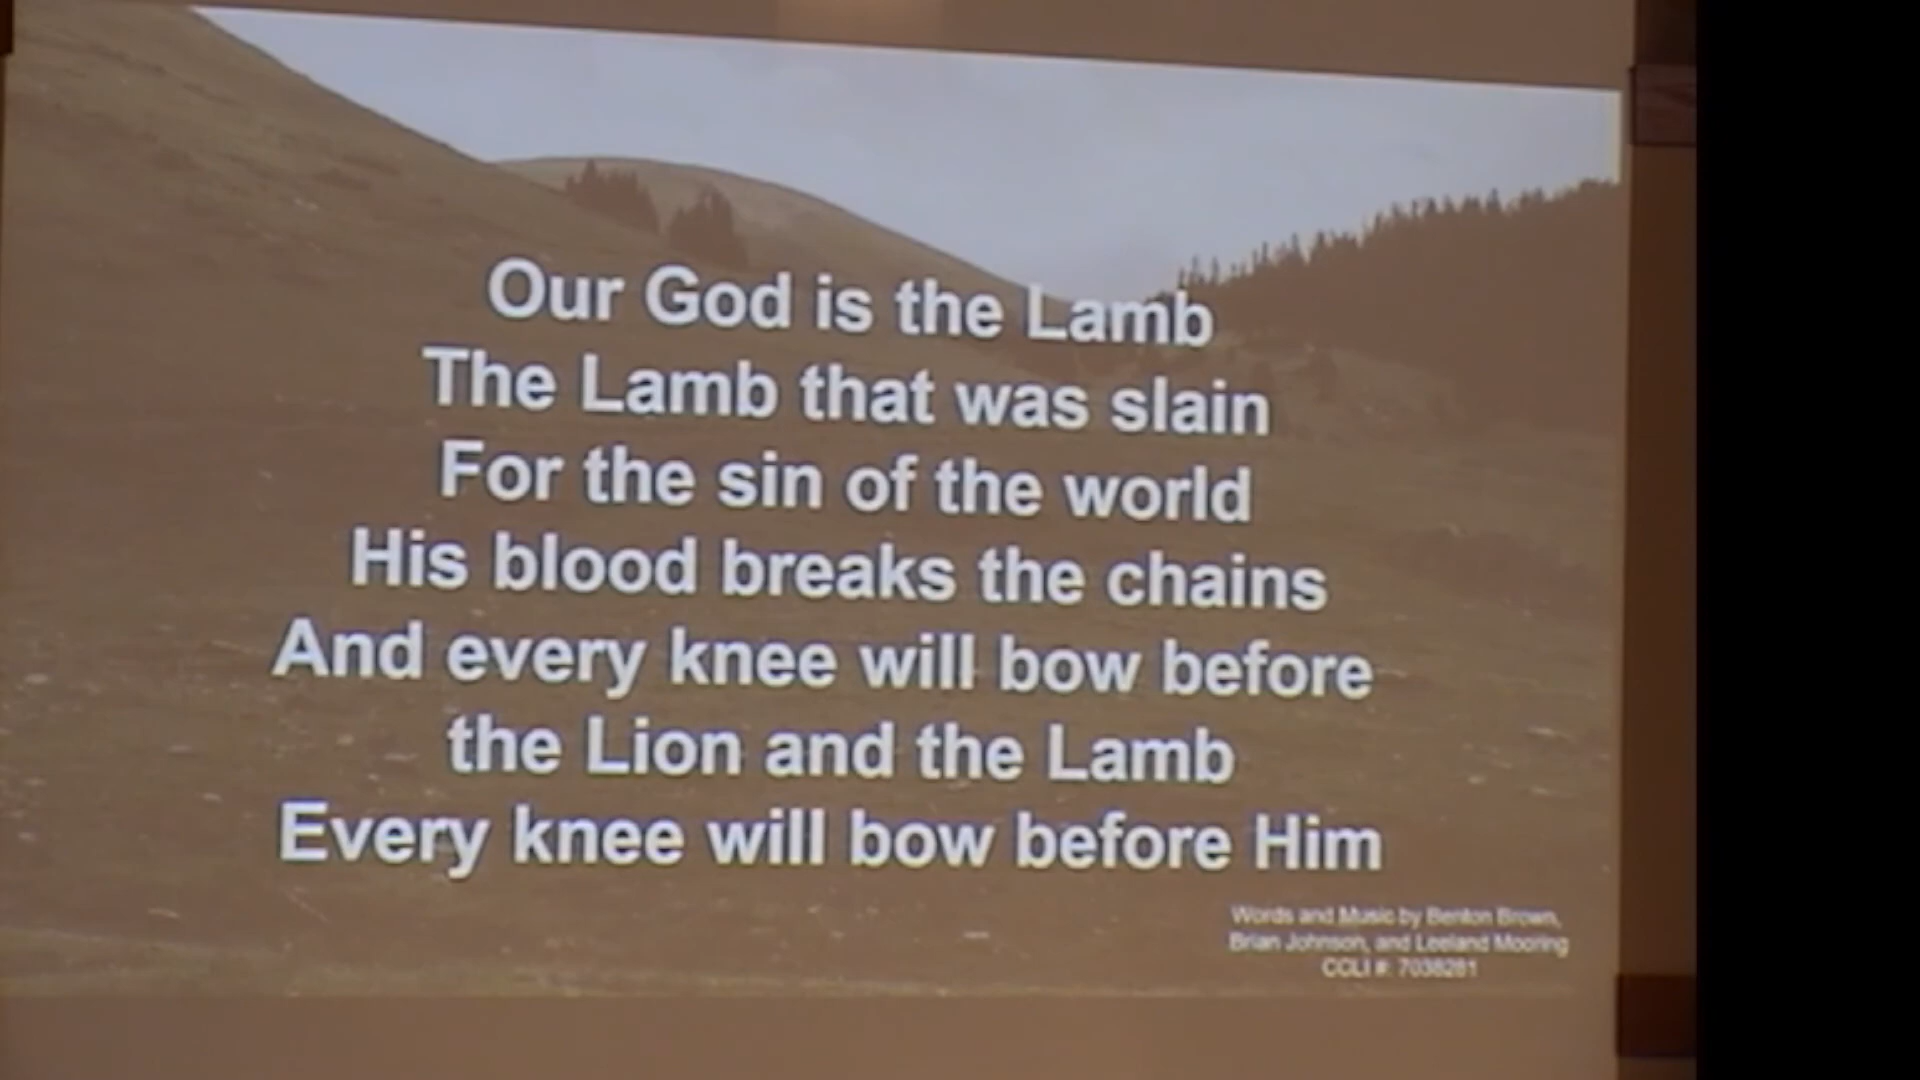 Our God is the Lamb
The Lamb that was slain
For the sin of the world
His blood breaks the chains
And every knee will bow before
the Lion and the Lamb
Every knee will bow before Him
Words and Music by Benton Brown,
Brian Johnson, and Leeland Mooring
CCLI #: 7038281